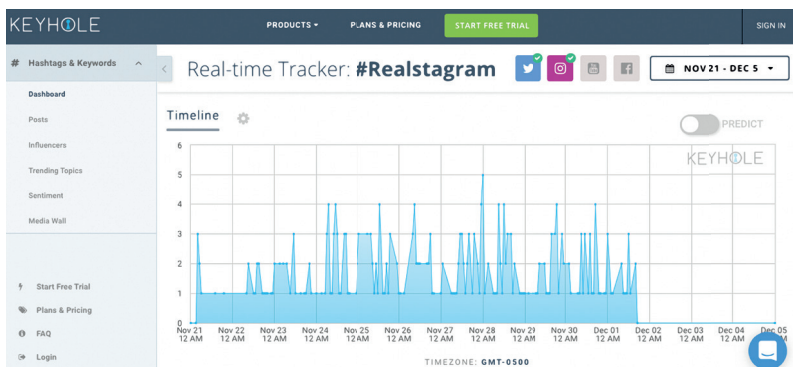 KEYHOLE
PRODUCTS
PLANS & PRICING
START FREE TRIAL
SIGN IN
# Hashtags & Keywords
Dashboard
Posts
Influencers
Trending Topics
Sentiment
Media Wall
Start Free Trial
Plans & Pricing
FAQ
Login
Real-time Tracker: #Realstagram
NOV 21 - DEC 5
Timeline
PREDICT
KEYHOLE
6
5
4
3
2
1
0
Nov 21 Nov 22 Nov 23 Nov 24 Nov 25 Nov 26 Nov 27 Nov 28 Nov 29 Nov 30 Dec 01 Dec 02 Dec 03 Dec 04 Dec 05
12 AM 12 AM 12 AM 12 AM 12 AM 12 AM 12 AM 12 AM 12 AM 12 AM 12 AM 12 AM 12 AM 12 AM
TIMEZONE: GMT-0500